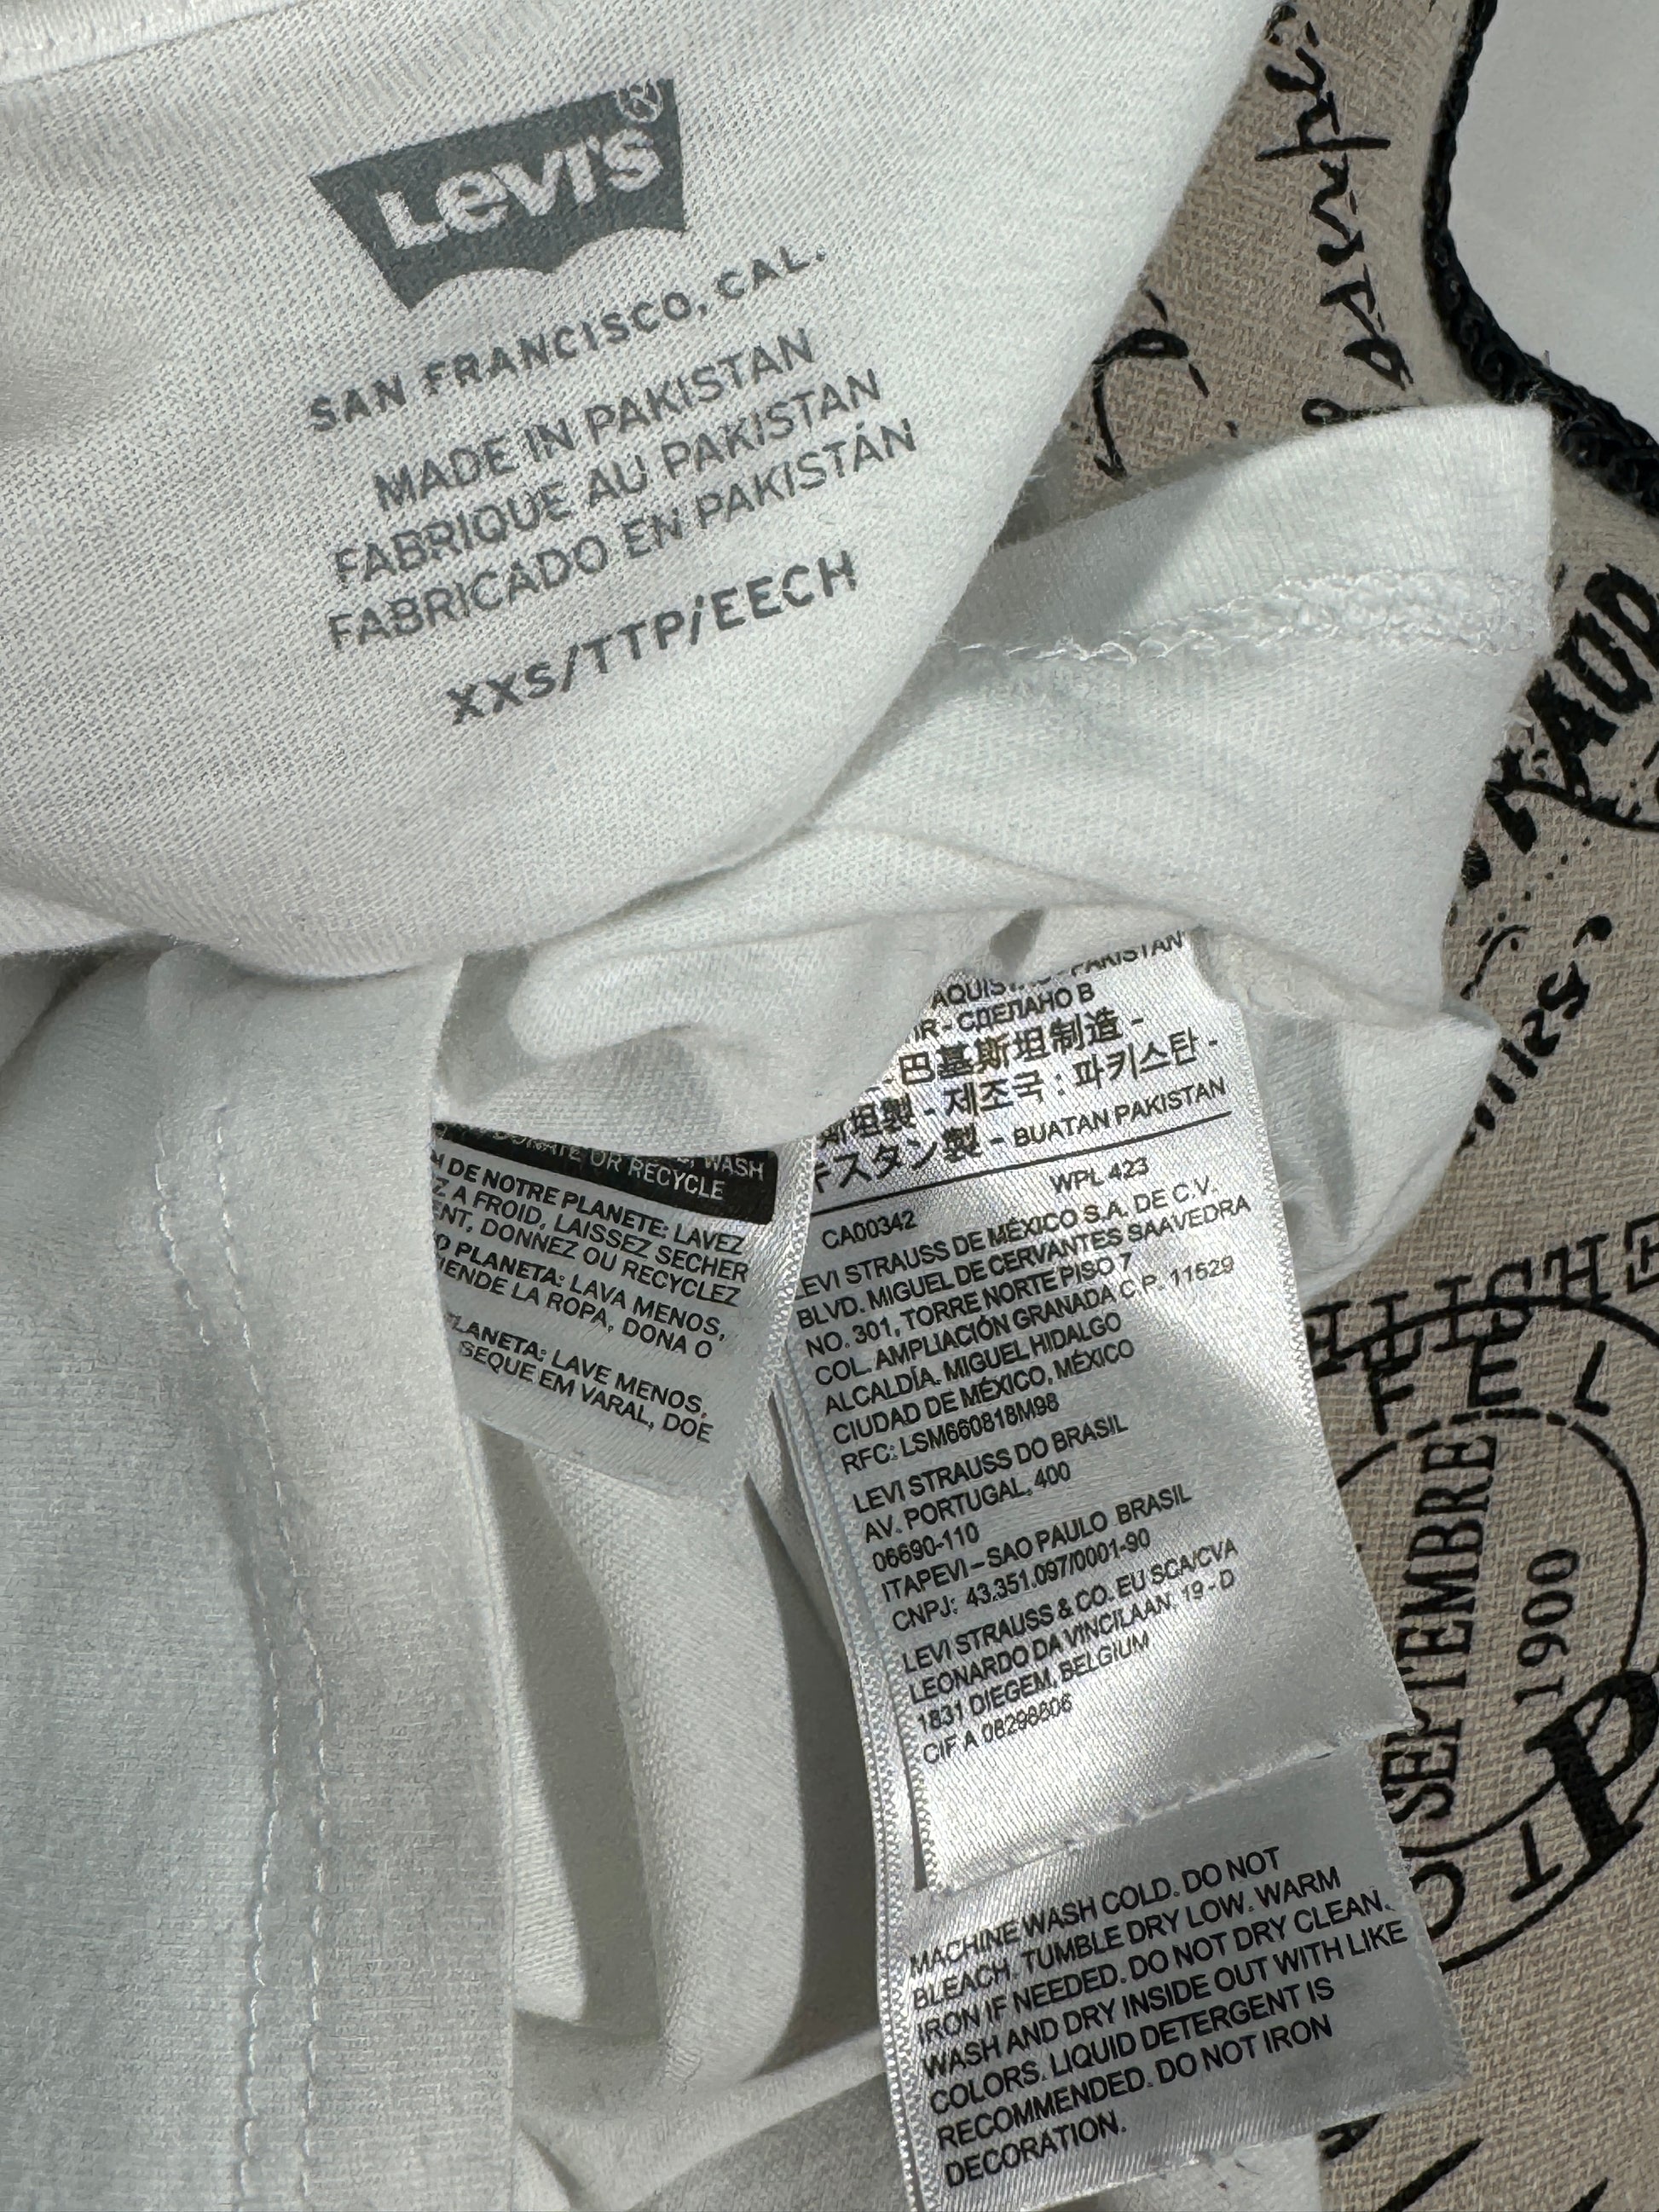 Levi's®
SAN FRANCISCO, CAL.
MADE IN PAKISTAN
FABRIQUE AU PAKISTAN
FABRICADO EN PAKISTÁN
XXS/TTP/EECH
PAKISTAN
- СДЕЛАНО В
巴基斯坦制造 -
斯坦製 - 제조국 : 파키스탄 -
キスタン製 - BUATAN PAKISTAN
CA00342 WPL 423
LEVI STRAUSS DE MÉXICO S.A. DE C.V.
BLVD. MIGUEL DE CERVANTES SAAVEDRA
NO. 301, TORRE NORTE PISO 7
COL. AMPLIACIÓN GRANADA C.P. 11529
ALCALDÍA. MIGUEL HIDALGO
CIUDAD DE MÉXICO, MÉXICO
RFC: LSM660818M98
LEVI STRAUSS DO BRASIL
AV. PORTUGAL, 400
06690-110
ITAPEVI – SAO PAULO BRASIL
CNPJ: 43.351.097/0001-90
LEVI STRAUSS & CO. EU SCA/CVA
LEONARDO DA VINCILAAN, 19 - D
1831 DIEGEM, BELGIUM
CIF A 08298806
WASH
DONATE OR RECYCLE
DE NOTRE PLANETE: LAVEZ
A FROID, LAISSEZ SECHER
DONNEZ OU RECYCLEZ
PLANETA: LAVA MENOS,
LA ROPA, DONA O
PLANETA: LAVE MENOS,
SEQUE EM VARAL, DOE
MACHINE WASH COLD. DO NOT
BLEACH. TUMBLE DRY LOW. WARM
IRON IF NEEDED. DO NOT DRY CLEAN.
WASH AND DRY INSIDE OUT WITH LIKE
COLORS. LIQUID DETERGENT IS
RECOMMENDED. DO NOT IRON
DECORATION.
SEPTEMBRE
1900